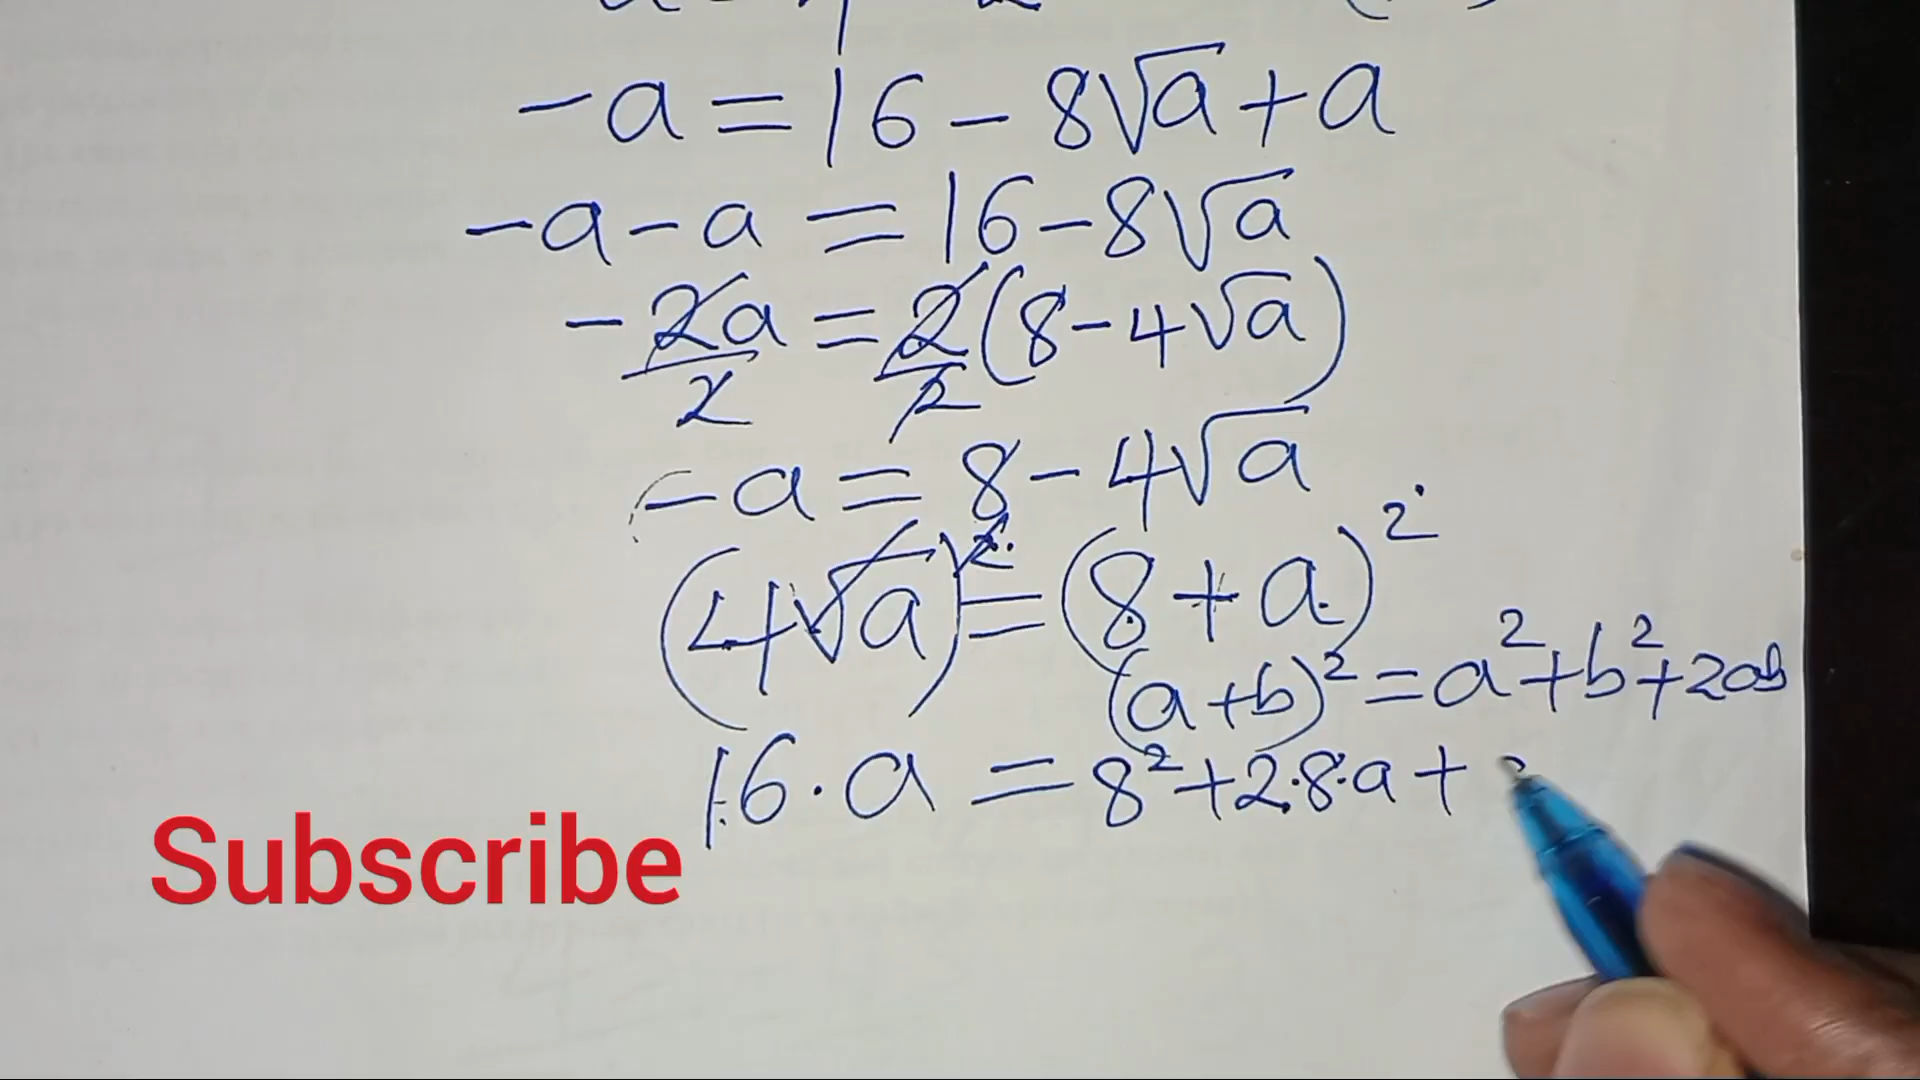 -a = 16 - 8√a + a
-a - a = 16 - 8√a
-2a/2 = 2/2 (8 - 4√a)
-a = 8 - 4√a
(4√a)² = (8 + a)²
(a+b)² = a² + b² + 2ab
16 · a = 8² + 2·8·a +
Subscribe